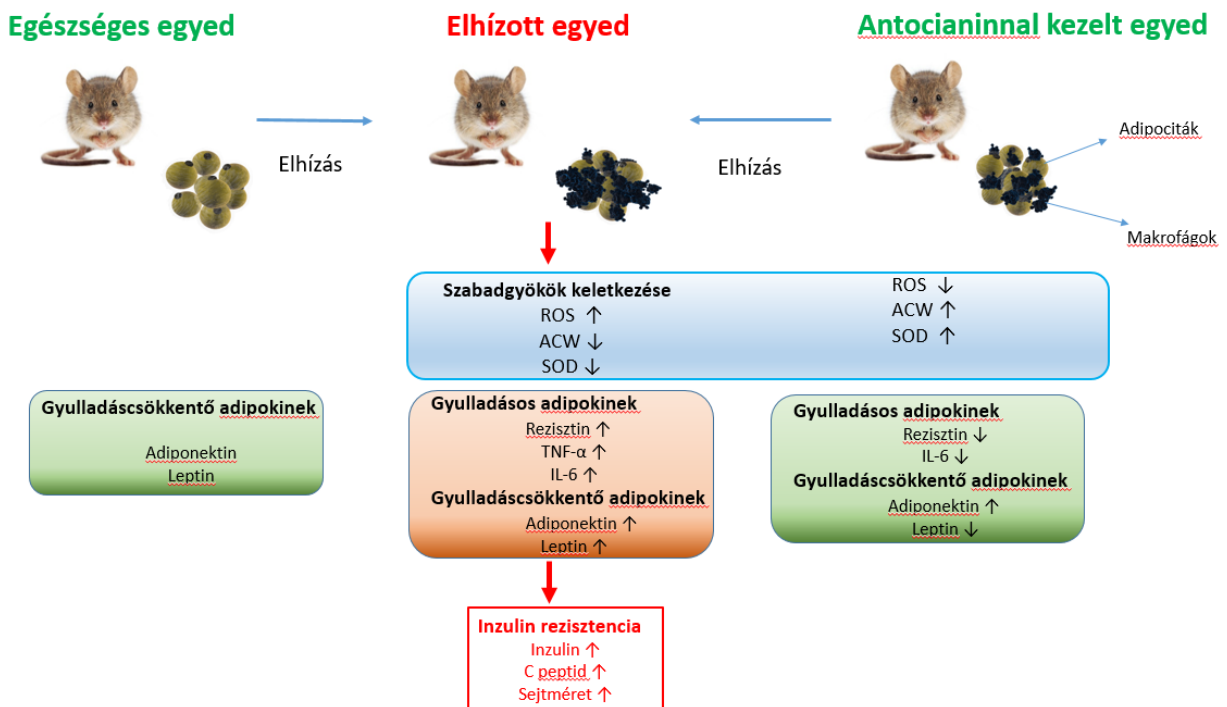 Egészséges egyed
Elhízott egyed
Antocianinnal kezelt egyed
Elhízás
Elhízás
Adipociták
Makrofágok
Szabadgyökök keletkezése
ROS ↑
ACW ↓
SOD ↓
ROS ↓
ACW ↑
SOD ↑
Gyulladáscsökkentő adipokinek
Adiponektin
Leptin
Gyulladásos adipokinek
Rezisztin ↑
TNF-α ↑
IL-6 ↑
Gyulladáscsökkentő adipokinek
Adiponektin ↑
Leptin ↑
Gyulladásos adipokinek
Rezisztin ↓
IL-6 ↓
Gyulladáscsökkentő adipokinek
Adiponektin ↑
Leptin ↓
Inzulin rezisztencia
Inzulin ↑
C peptid ↑
Sejtméret ↑